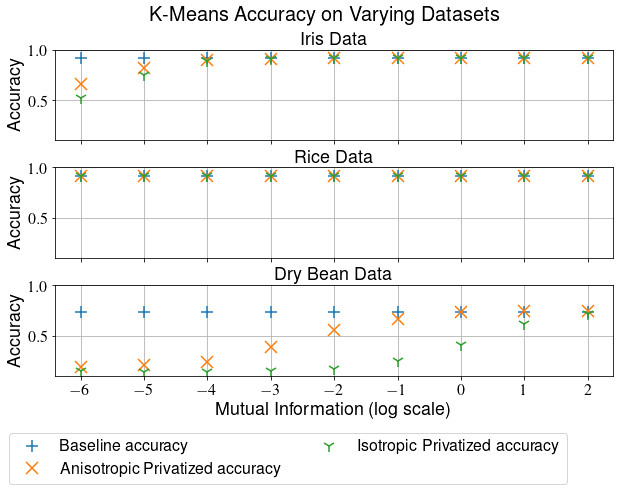 K-Means Accuracy on Varying Datasets
Iris Data
1.0
0.5
Accuracy
Rice Data
1.0
0.5
Accuracy
Dry Bean Data
1.0
0.5
Accuracy
−6 −5 −4 −3 −2 −1 0 1 2
Mutual Information (log scale)
Baseline accuracy
Anisotropic Privatized accuracy
Isotropic Privatized accuracy